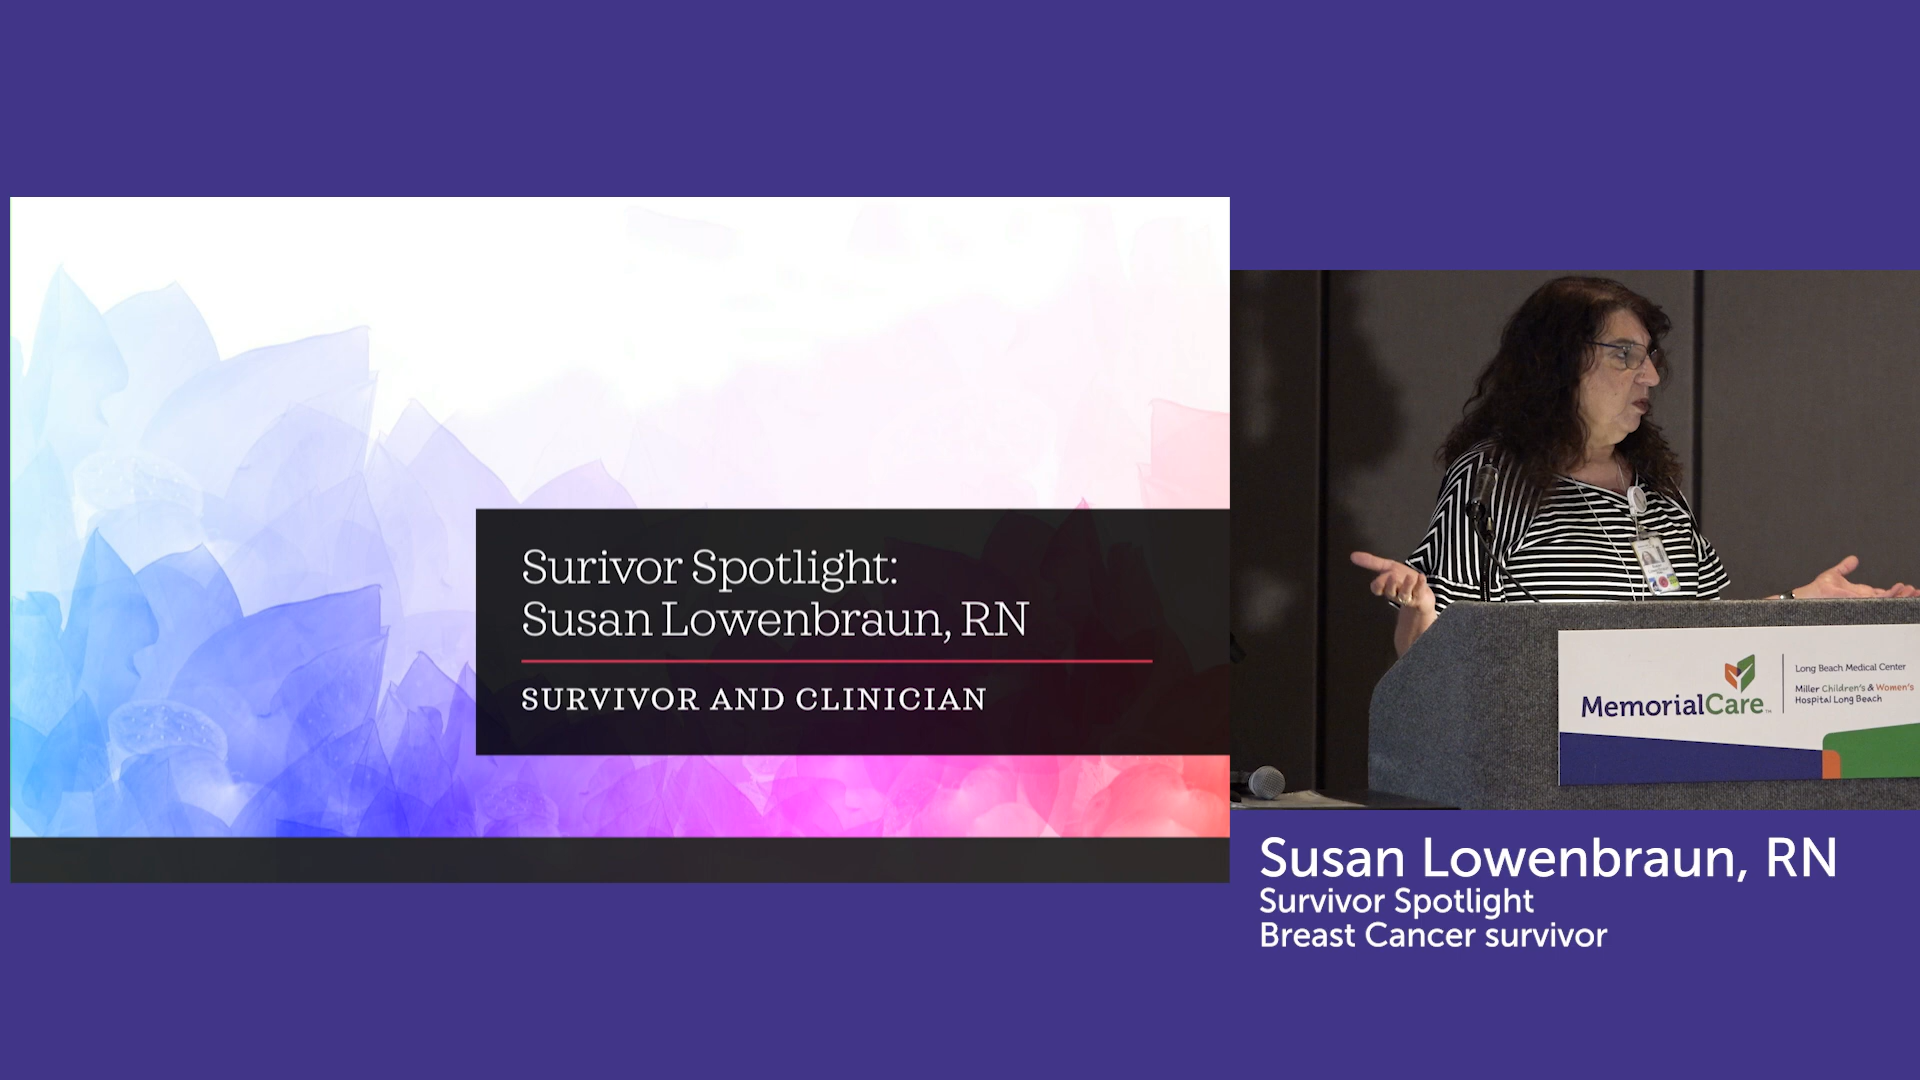 Surivor Spotlight:
Susan Lowenbraun, RN
SURVIVOR AND CLINICIAN
MemorialCare™
Long Beach Medical Center
Miller Children's & Women's
Hospital Long Beach
Susan Lowenbraun, RN
Survivor Spotlight
Breast Cancer survivor